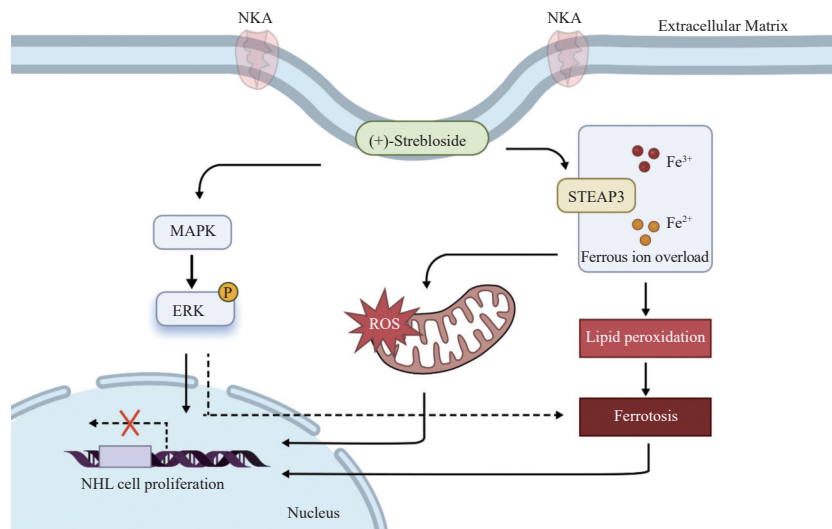 NKA
NKA
Extracellular Matrix
(+)-Strebloside
Fe³⁺
STEAP3
MAPK
Fe²⁺
Ferrous ion overload
P
ERK
ROS
Lipid peroxidation
Ferrotosis
NHL cell proliferation
Nucleus